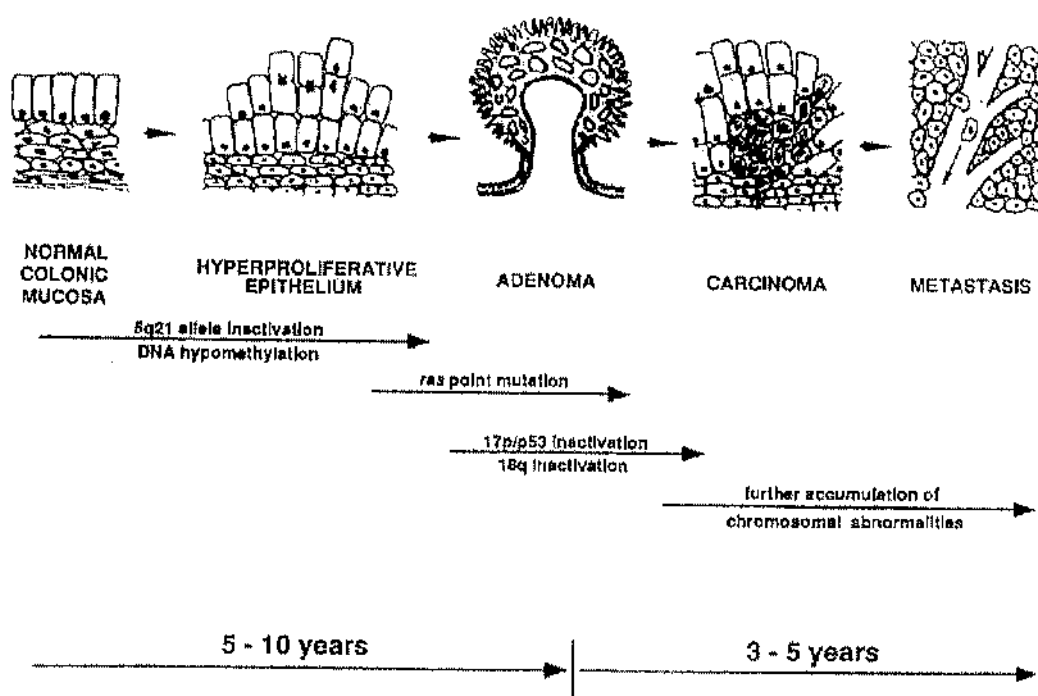 NORMAL
COLONIC
MUCOSA
HYPERPROLIFERATIVE
EPITHELIUM
ADENOMA
CARCINOMA
METASTASIS
5q21 allele inactivation
DNA hypomethylation
ras point mutation
17p/p53 inactivation
18q inactivation
further accumulation of
chromosomal abnormalities
5 - 10 years
3 - 5 years